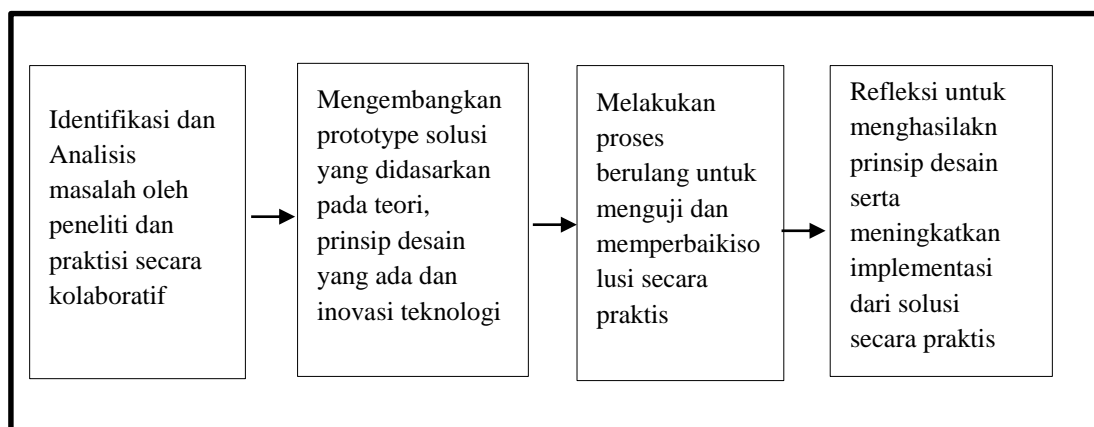 Identifikasi dan
Analisis
masalah oleh
peneliti dan
praktisi secara
kolaboratif
Mengembangkan
prototype solusi
yang didasarkan
pada teori,
prinsip desain
yang ada dan
inovasi teknologi
Melakukan
proses
berulang untuk
menguji dan
memperbaikiso
lusi secara
praktis
Refleksi untuk
menghasilakn
prinsip desain
serta
meningkatkan
implementasi
dari solusi
secara praktis